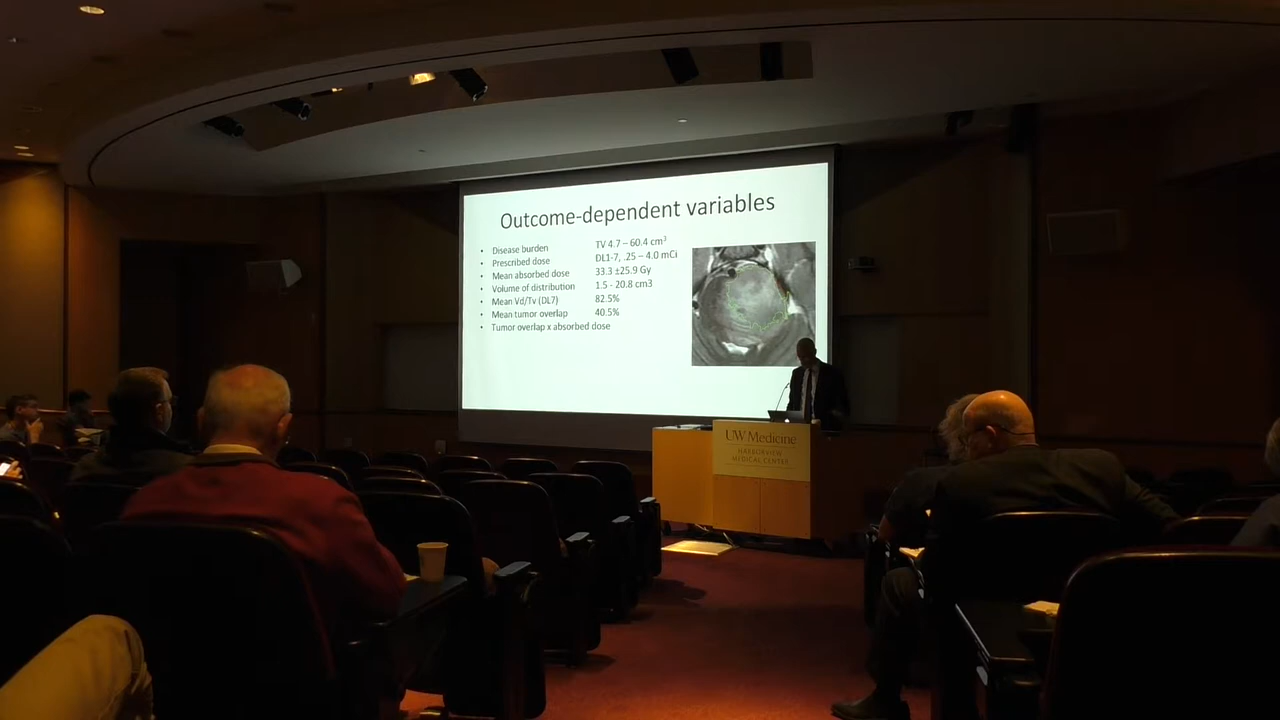 Outcome-dependent variables
• Disease burden TV 4.7 – 60.4 cm³
• Prescribed dose DL1-7, .25 – 4.0 mCi
• Mean absorbed dose 33.3 ±25.9 Gy
• Volume of distribution 1.5 - 20.8 cm3
• Mean Vd/Tv (DL7) 82.5%
• Mean tumor overlap 40.5%
• Tumor overlap x absorbed dose
UW Medicine
HARBORVIEW
MEDICAL CENTER